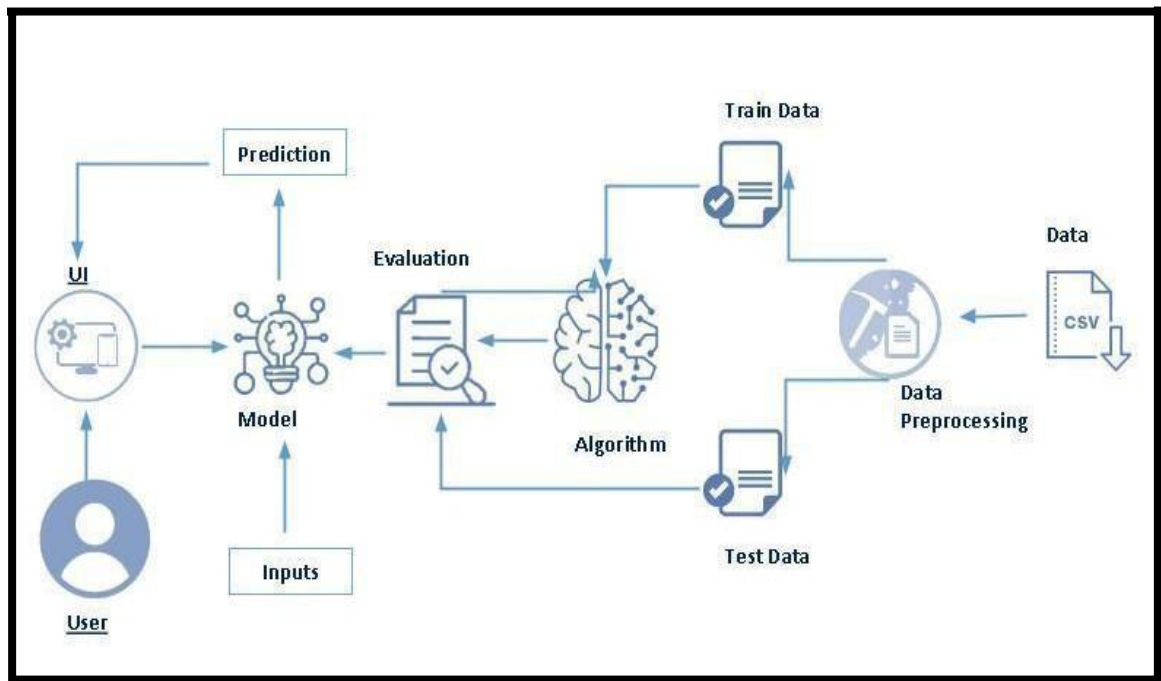 Train Data
Prediction
Data
Evaluation
UI
CSV
Model
Data
Preprocessing
Algorithm
Test Data
Inputs
User